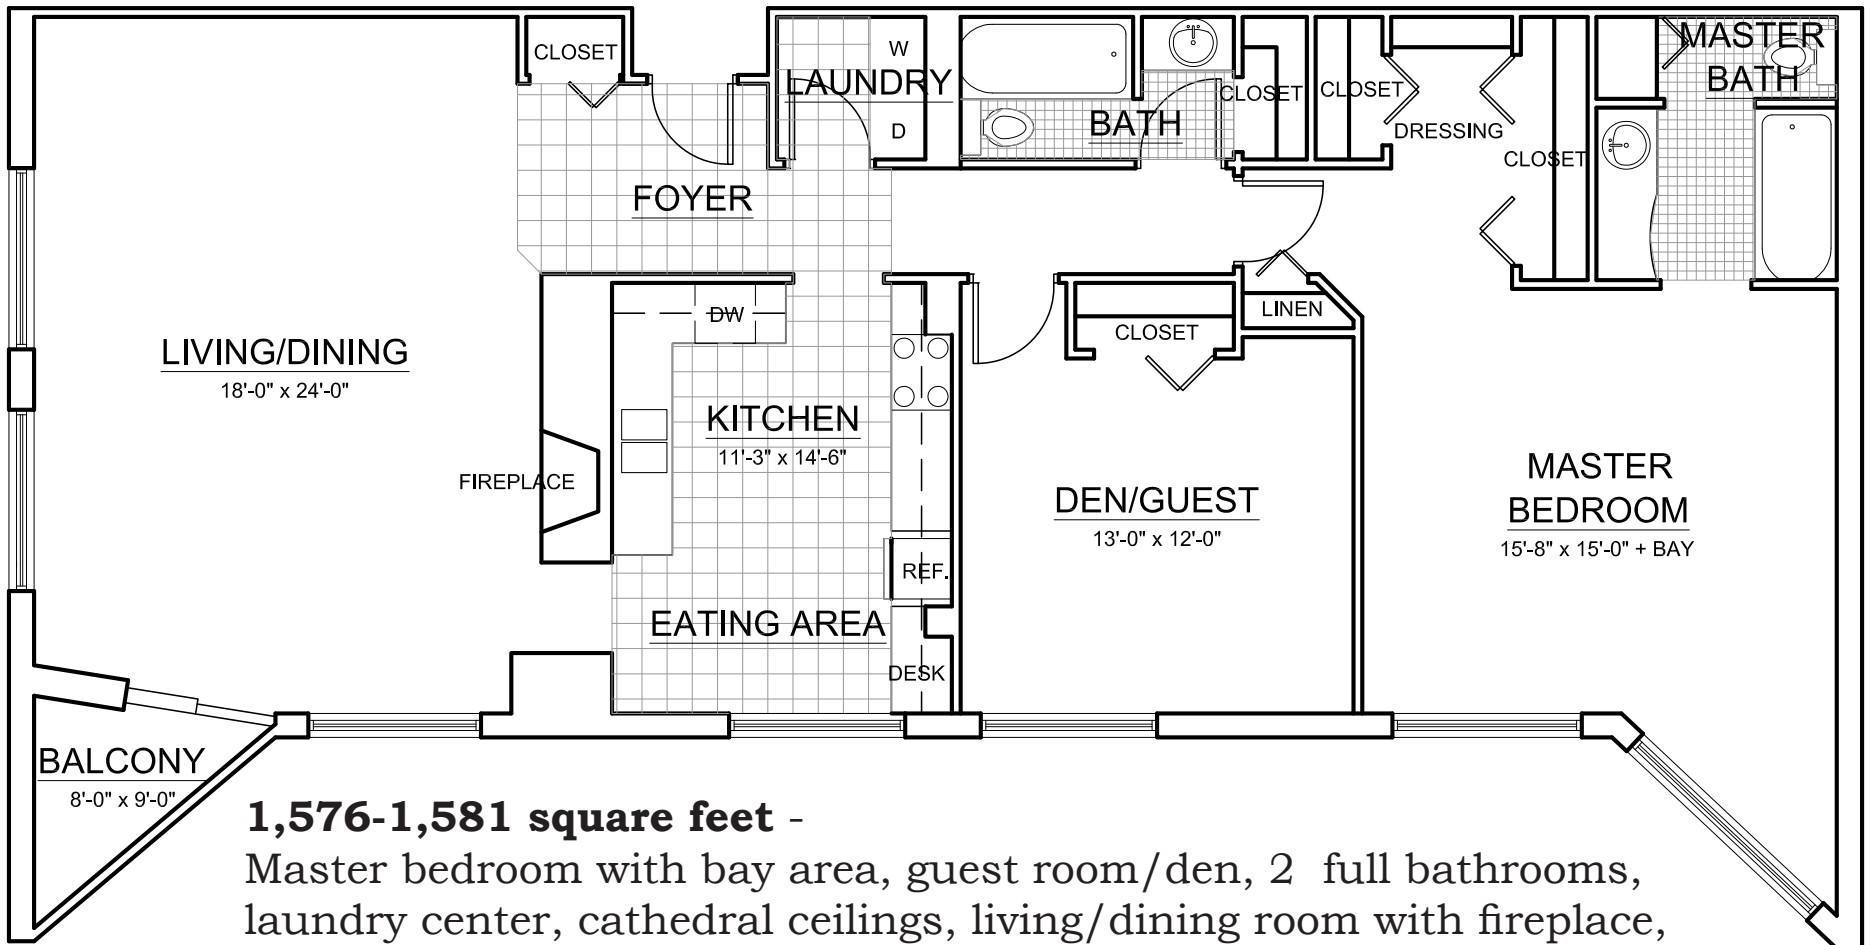 CLOSET
W
LAUNDRY
D
BATH
CLOSET
CLOSET
DRESSING
CLOSET
MASTER
BATH
FOYER
LIVING/DINING
18'-0" x 24'-0"
DW
KITCHEN
11'-3" x 14'-6"
FIREPLACE
REF.
EATING AREA
DESK
CLOSET
LINEN
DEN/GUEST
13'-0" x 12'-0"
MASTER
BEDROOM
15'-8" x 15'-0" + BAY
BALCONY
8'-0" x 9'-0"
1,576-1,581 square feet -
Master bedroom with bay area, guest room/den, 2 full bathrooms,
laundry center, cathedral ceilings, living/dining room with fireplace,